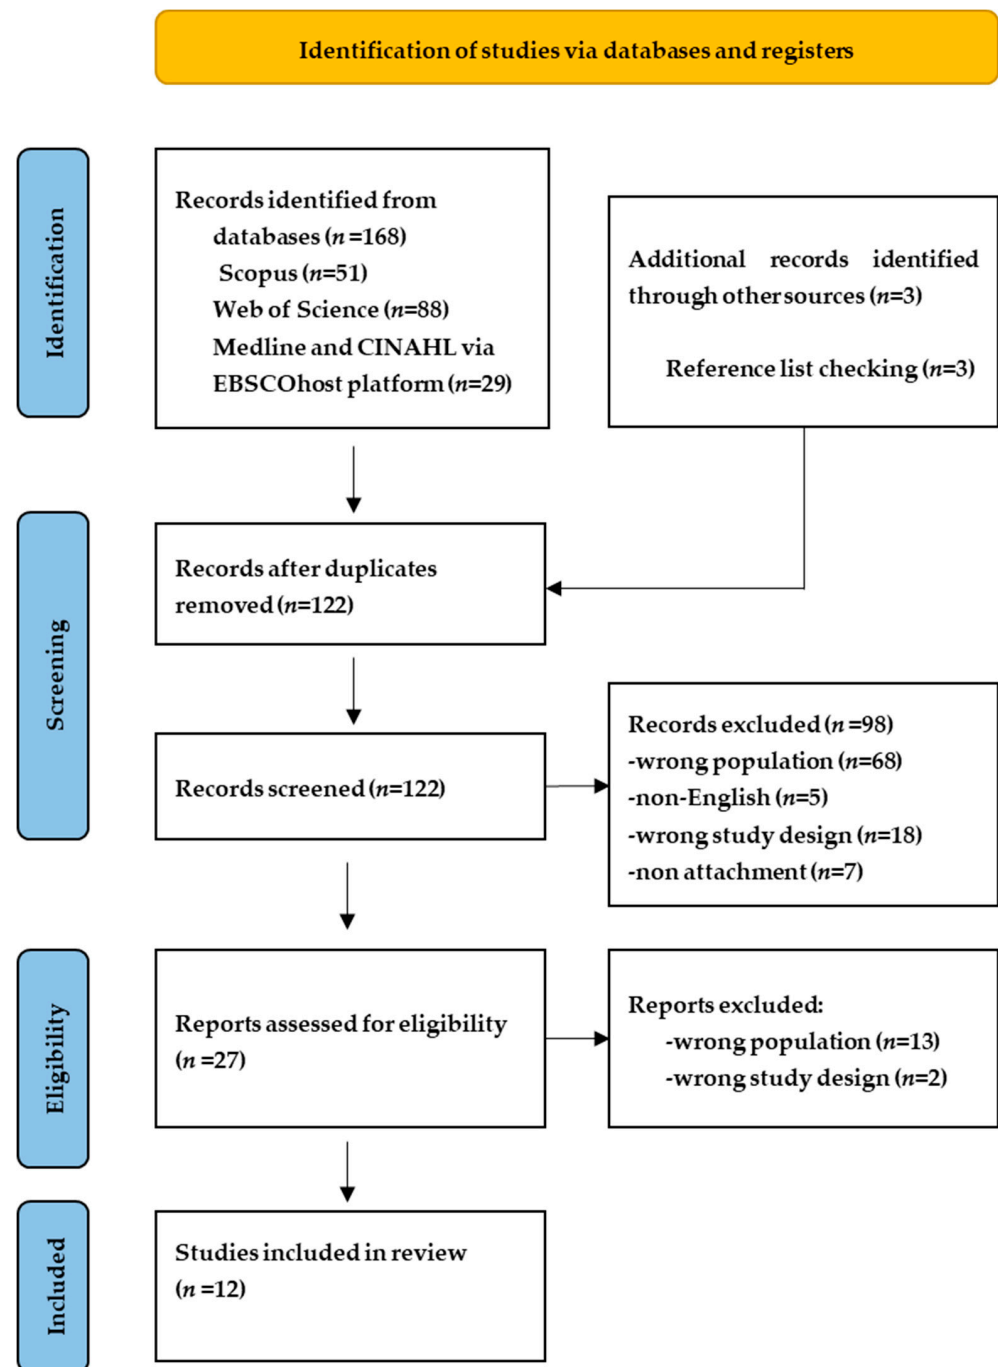 Identification of studies via databases and registers
Identification
Records identified from
databases (n =168)
Scopus (n=51)
Web of Science (n=88)
Medline and CINAHL via
EBSCOhost platform (n=29)
Additional records identified
through other sources (n=3)
Reference list checking (n=3)
Screening
Records after duplicates
removed (n=122)
Records screened (n=122)
Records excluded (n =98)
-wrong population (n=68)
-non-English (n=5)
-wrong study design (n=18)
-non attachment (n=7)
Eligibility
Reports assessed for eligibility
(n =27)
Reports excluded:
-wrong population (n=13)
-wrong study design (n=2)
Included
Studies included in review
(n =12)